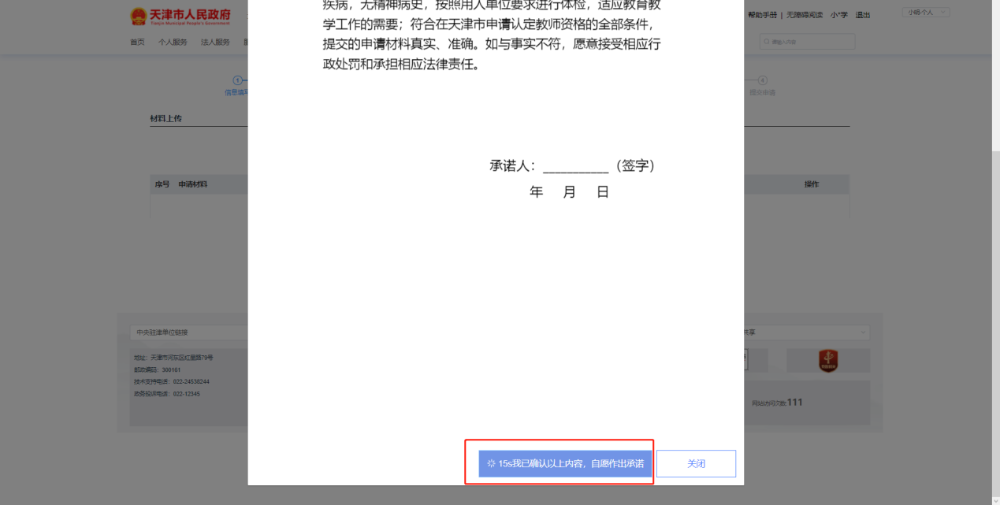 疾病，无精神病史，按照用人单位要求进行体检，适应教育教
学工作的需要；符合在天津市申请认定教师资格的全部条件，
提交的申请材料真实、准确。如与事实不符，愿意接受相应行
政处罚和承担相应法律责任。
天津市人民政府
Tianjin Municipal People's Government
帮助手册 | 无障碍阅读 小*学 退出
小明-个人
首页 个人服务 法人服务
请输入内容
1
信息填写
4
提交申请
材料上传
承诺人：__________（签字）
年 月 日
序号 申请材料
操作
中央驻津单位链接
共享
地址：天津市河东区红星路79号
邮政编码：300161
技术支持电话：022-24538244
政务投诉电话：022-12345
网站访问次数:111
15s我已确认以上内容，自愿作出承诺
关闭